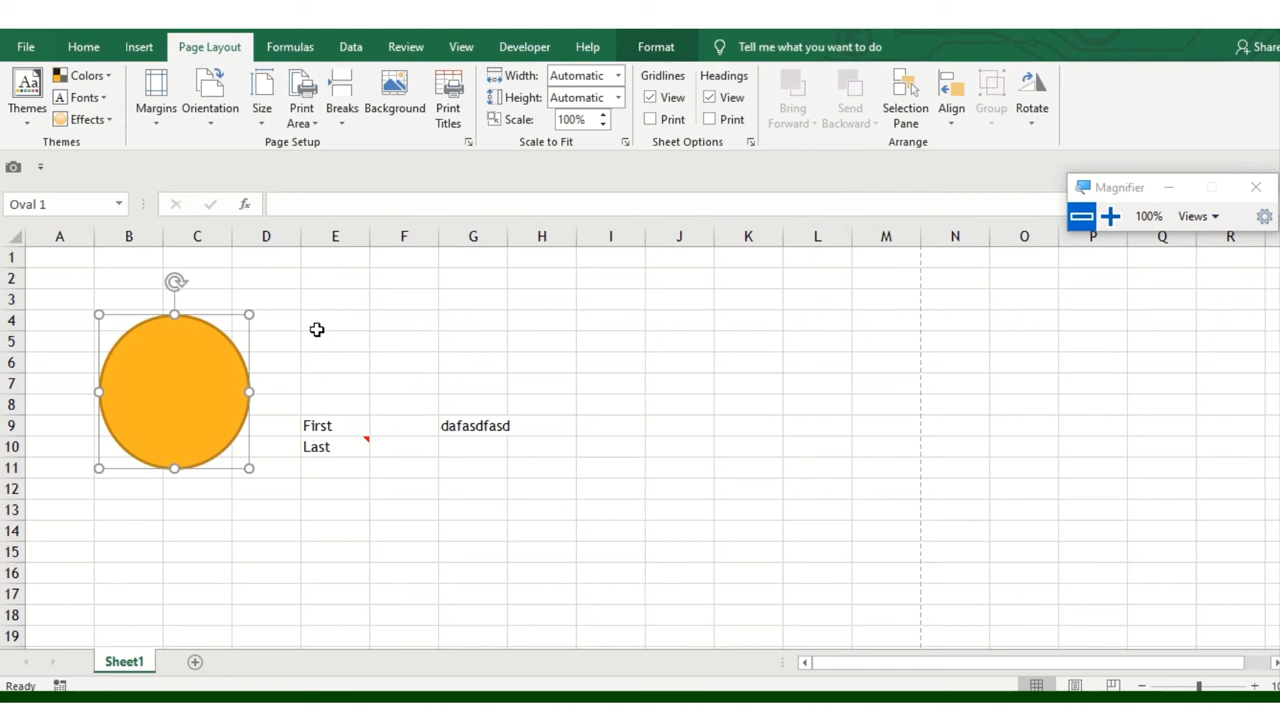 File Home Insert Page Layout Formulas Data Review View Developer Help Format Tell me what you want to do Share
Themes Colors Fonts Effects
Margins Orientation Size Print Area Breaks Background Print Titles
Width: Automatic
Height: Automatic
Scale: 100%
Gridlines Headings
View View
Print Print
Bring Forward Send Backward Selection Pane Align Group Rotate
Themes Page Setup Scale to Fit Sheet Options Arrange
Magnifier
100% Views
Oval 1 fx
A B C D E F G H I J K L M N O P Q R
1
2
3
4
5
6
7
8
9 First dafasdfasd
10 Last
11
12
13
14
15
16
17
18
19
Sheet1
Ready 10